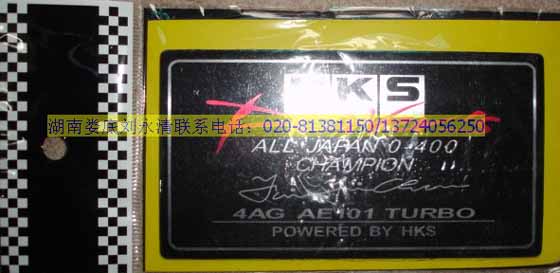 HKS
湖南娄底刘永清联系电话：020-81381150/13724056250
ALL JAPAN 0-400
CHAMPION
4AG AE101 TURBO
POWERED BY HKS